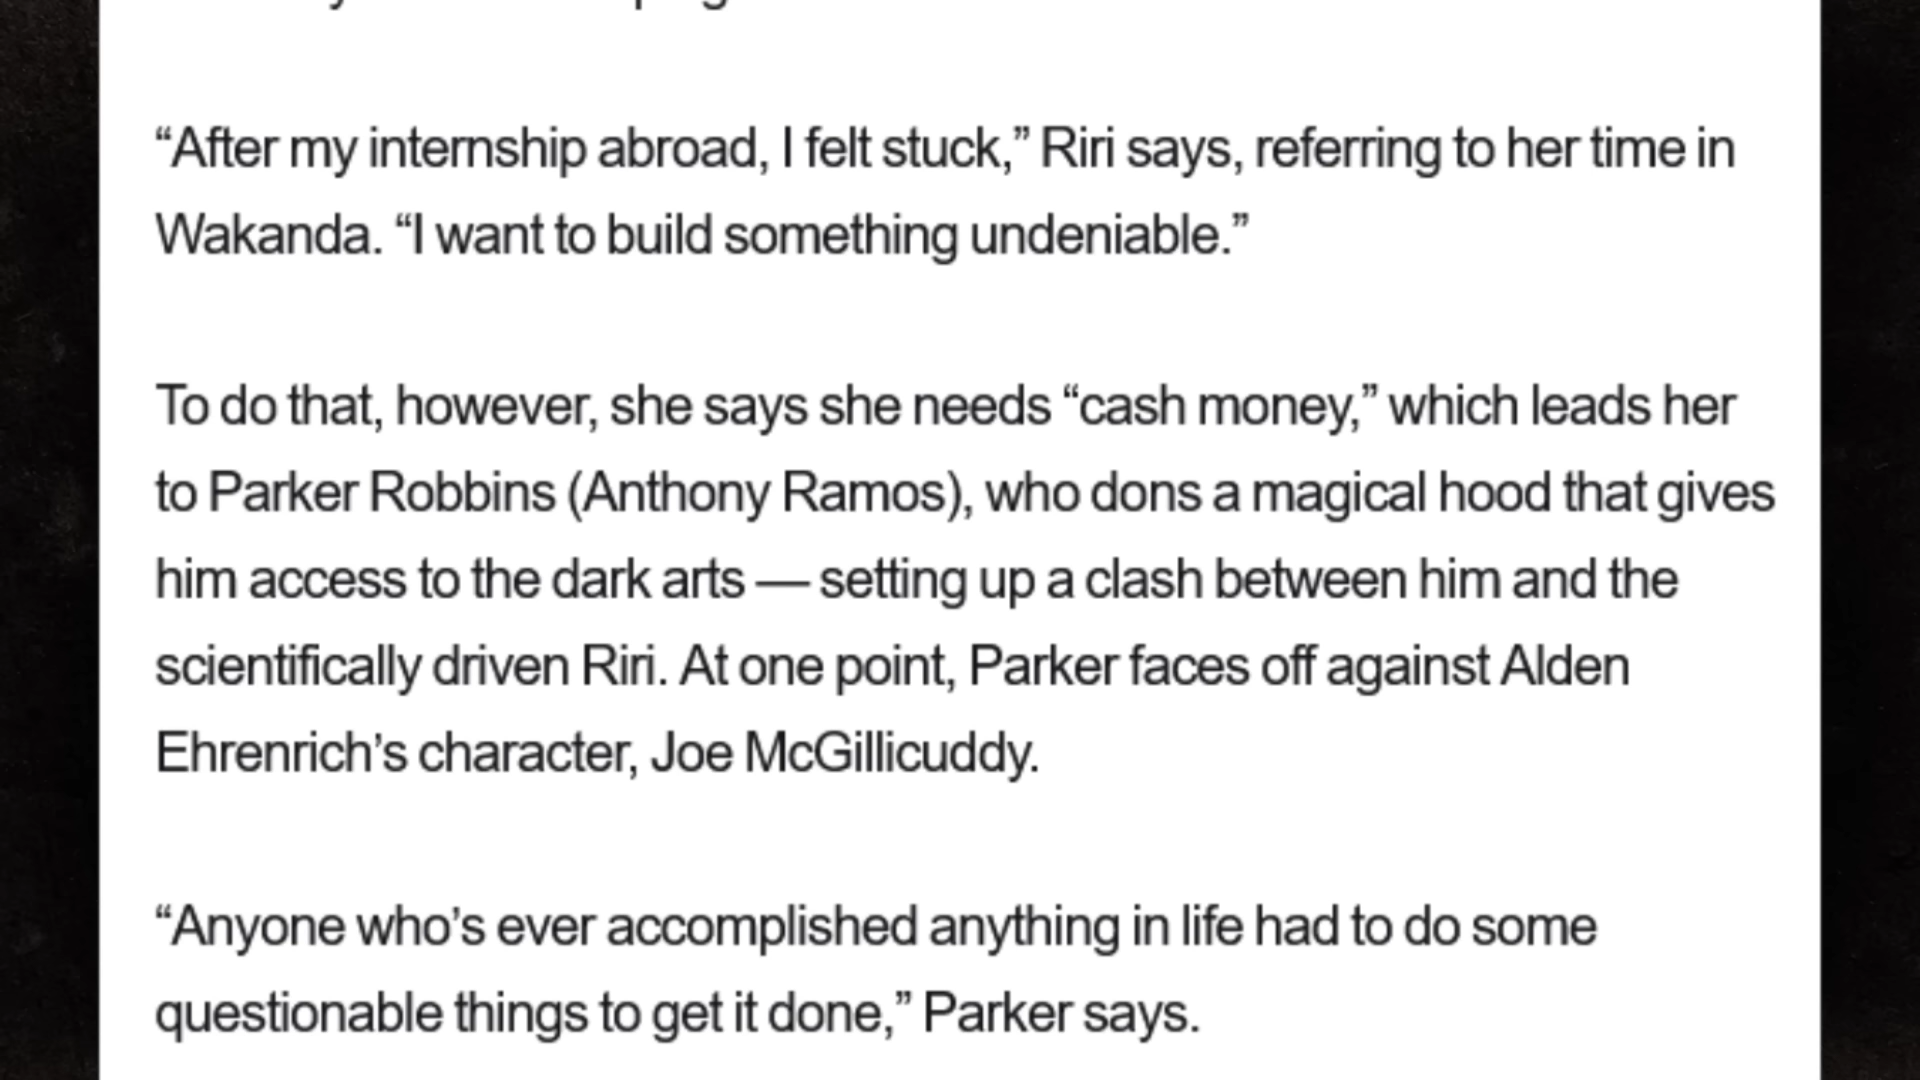 “After my internship abroad, I felt stuck,” Riri says, referring to her time in
Wakanda. “I want to build something undeniable.”
To do that, however, she says she needs “cash money,” which leads her
to Parker Robbins (Anthony Ramos), who dons a magical hood that gives
him access to the dark arts — setting up a clash between him and the
scientifically driven Riri. At one point, Parker faces off against Alden
Ehrenrich’s character, Joe McGillicuddy.
“Anyone who’s ever accomplished anything in life had to do some
questionable things to get it done,” Parker says.